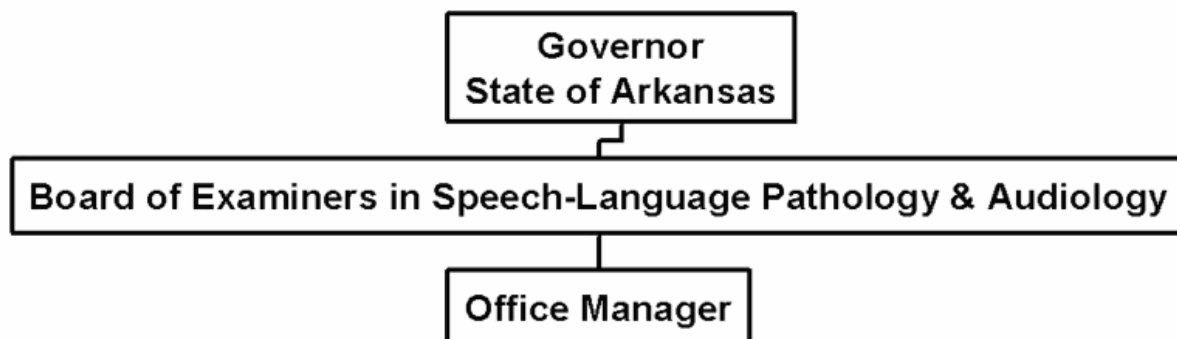 Governor
State of Arkansas
Board of Examiners in Speech-Language Pathology & Audiology
Office Manager